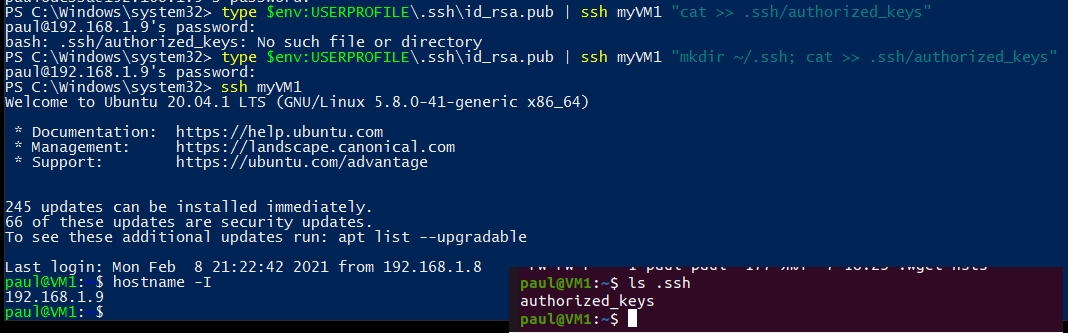 PS C:\Windows\system32> type $env:USERPROFILE\.ssh\id_rsa.pub | ssh myVM1 "cat >> .ssh/authorized_keys"
paul@192.168.1.9's password:
bash: .ssh/authorized_keys: No such file or directory
PS C:\Windows\system32> type $env:USERPROFILE\.ssh\id_rsa.pub | ssh myVM1 "mkdir ~/.ssh; cat >> .ssh/authorized_keys"
paul@192.168.1.9's password:
PS C:\Windows\system32> ssh myVM1
Welcome to Ubuntu 20.04.1 LTS (GNU/Linux 5.8.0-41-generic x86_64)
* Documentation: https://help.ubuntu.com
* Management: https://landscape.canonical.com
* Support: https://ubuntu.com/advantage
245 updates can be installed immediately.
66 of these updates are security updates.
To see these additional updates run: apt list --upgradable
Last login: Mon Feb 8 21:22:42 2021 from 192.168.1.8
paul@VM1:~$ hostname -I
192.168.1.9
paul@VM1:~$
paul@VM1:~$ ls .ssh
authorized_keys
paul@VM1:~$